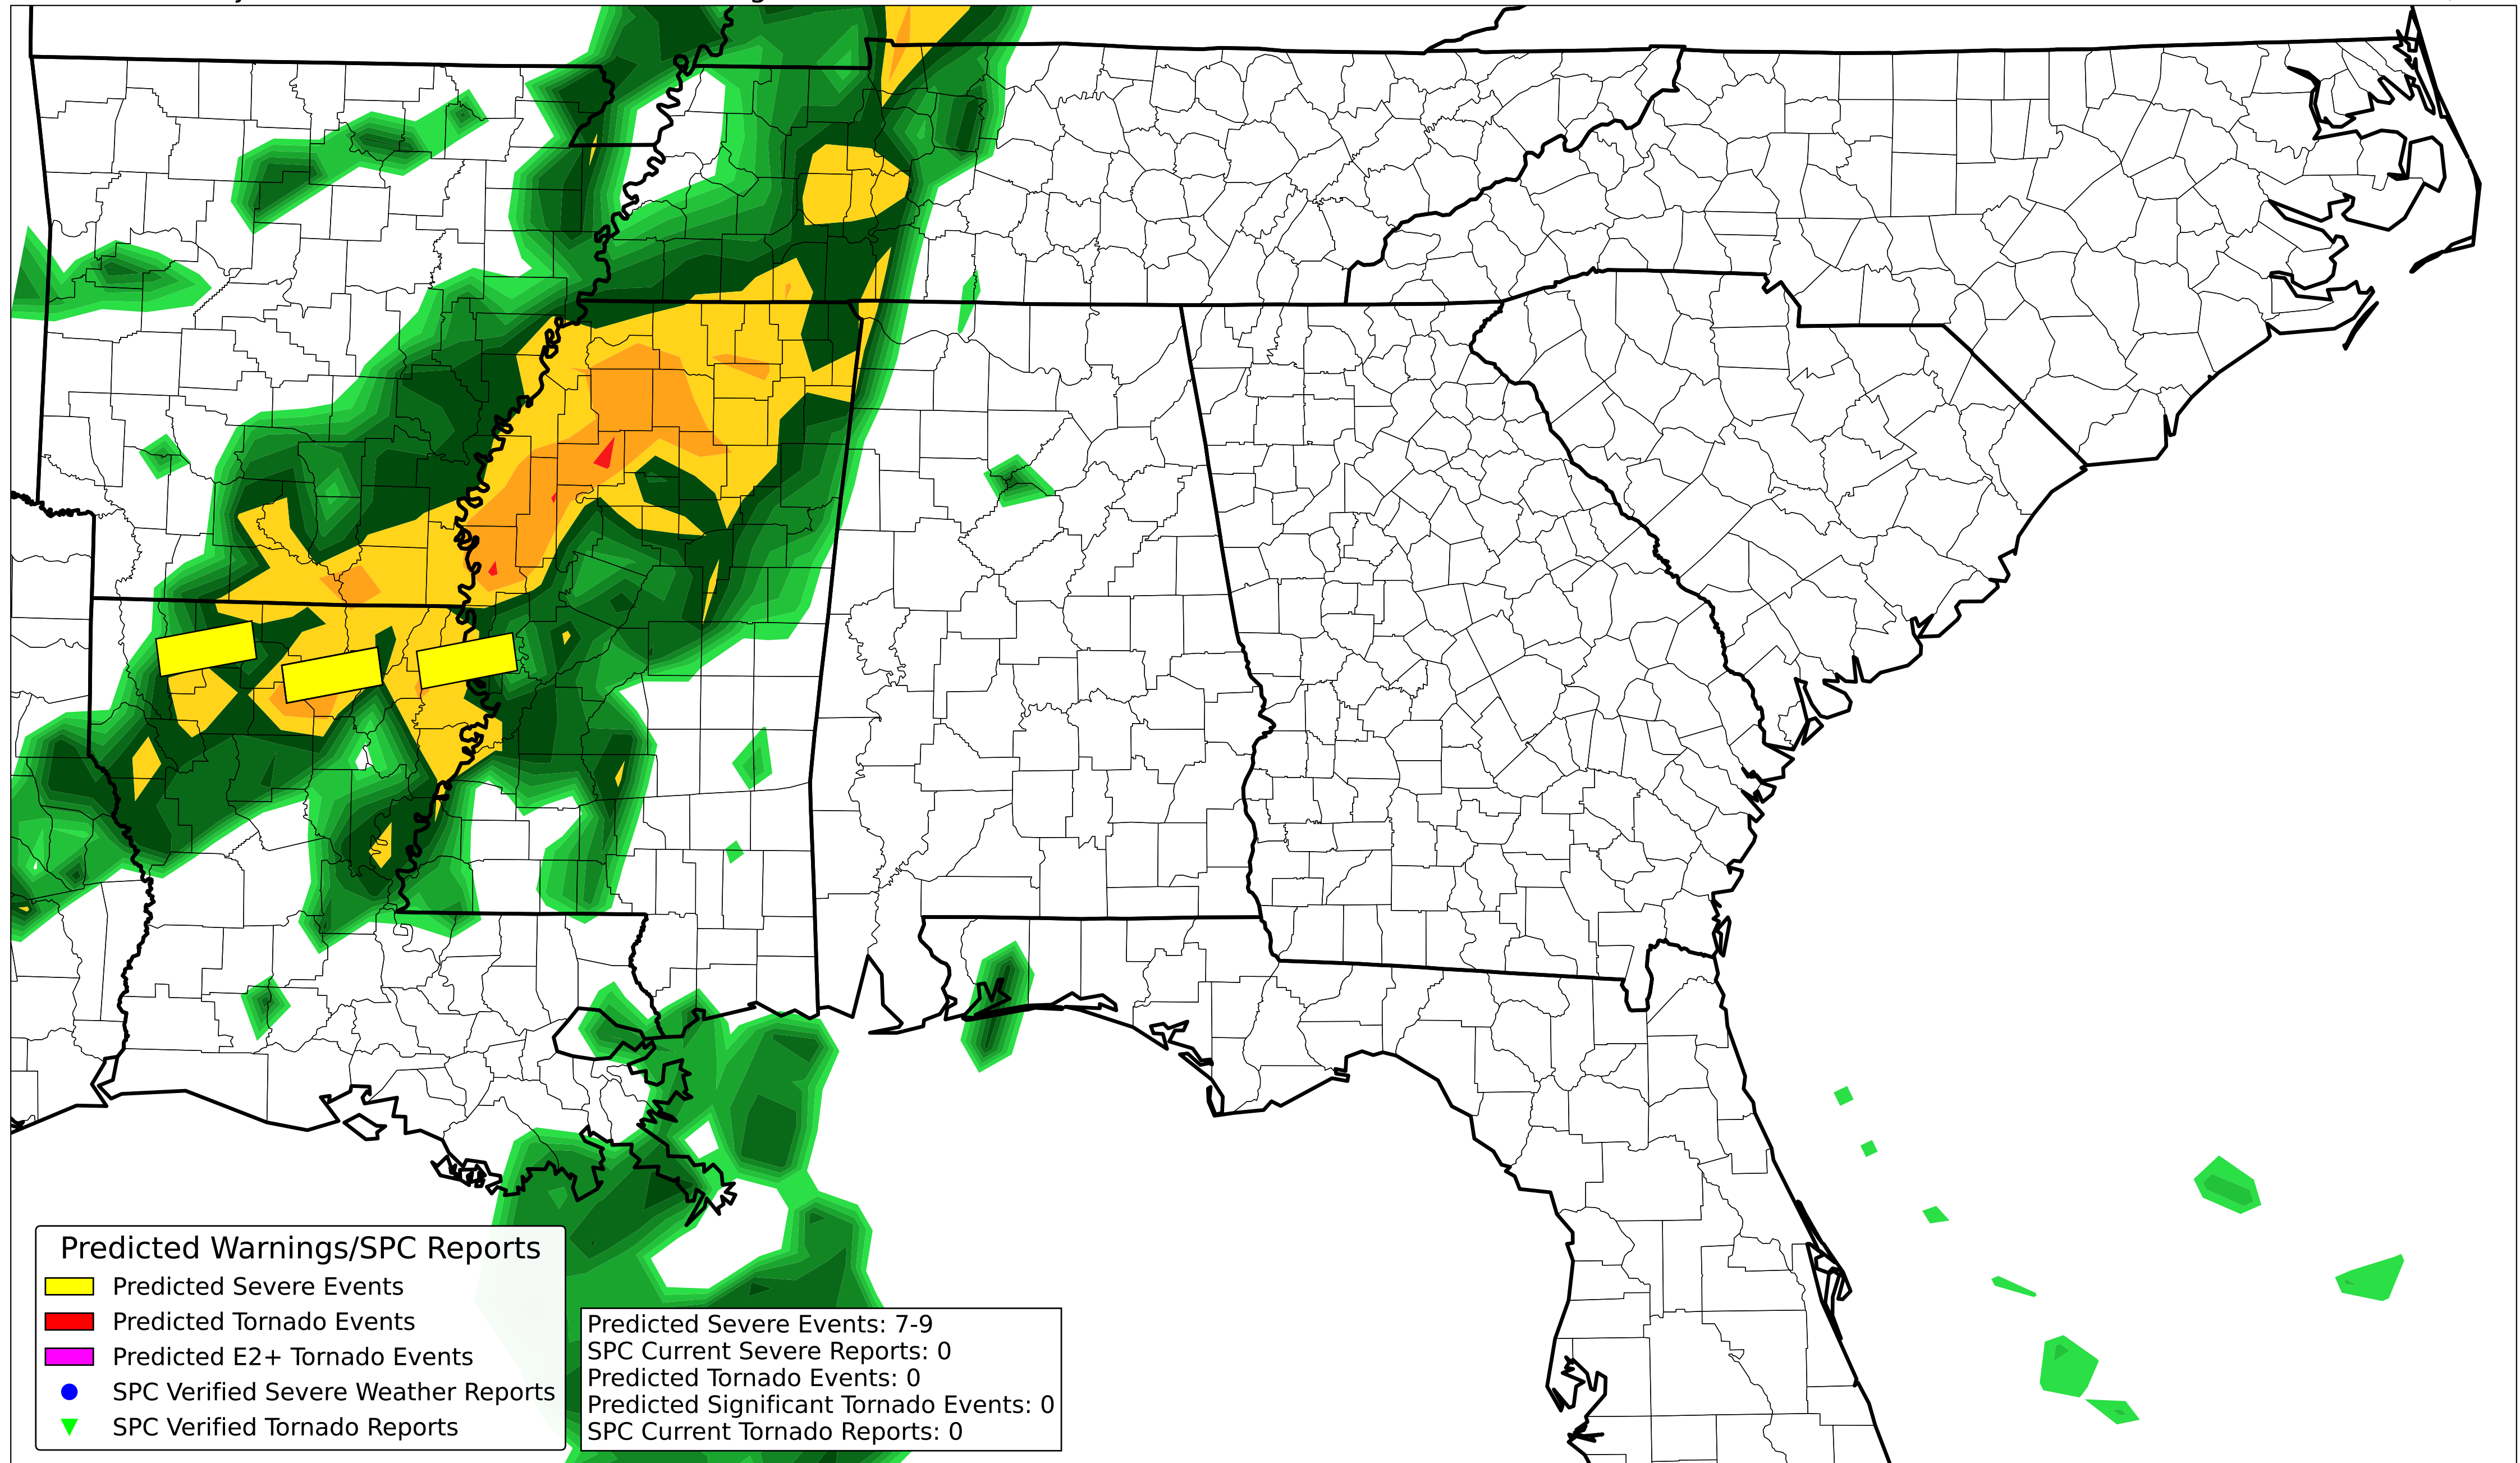 Predicted Warnings/SPC Reports
Predicted Severe Events
Predicted Tornado Events
Predicted E2+ Tornado Events
SPC Verified Severe Weather Reports
SPC Verified Tornado Reports
Predicted Severe Events: 7-9
SPC Current Severe Reports: 0
Predicted Tornado Events: 0
Predicted Significant Tornado Events: 0
SPC Current Tornado Reports: 0